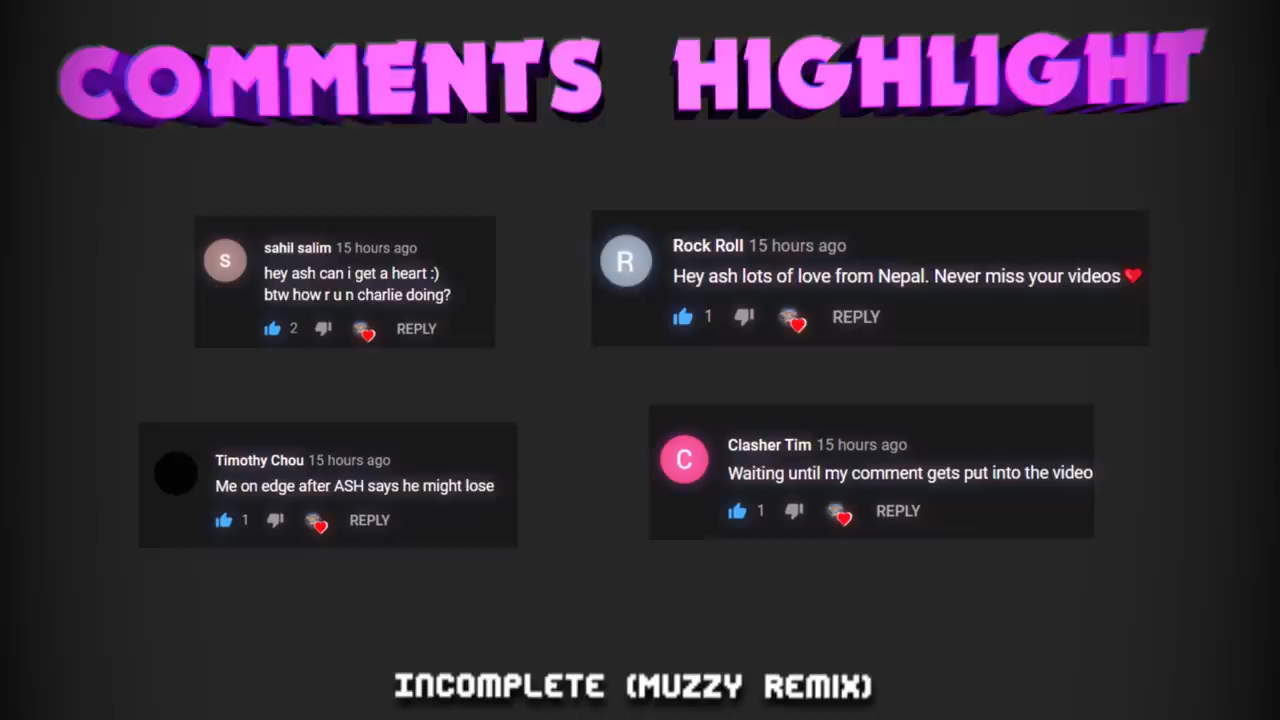 COMMENTS HIGHLIGHT
S
sahil salim 15 hours ago
hey ash can i get a heart :)
btw how r u n charlie doing?
2 REPLY
R
Rock Roll 15 hours ago
Hey ash lots of love from Nepal. Never miss your videos❤️
1 REPLY
Timothy Chou 15 hours ago
Me on edge after ASH says he might lose
1 REPLY
C
Clasher Tim 15 hours ago
Waiting until my comment gets put into the video
1 REPLY
INCOMPLETE (MUZZY REMIX)